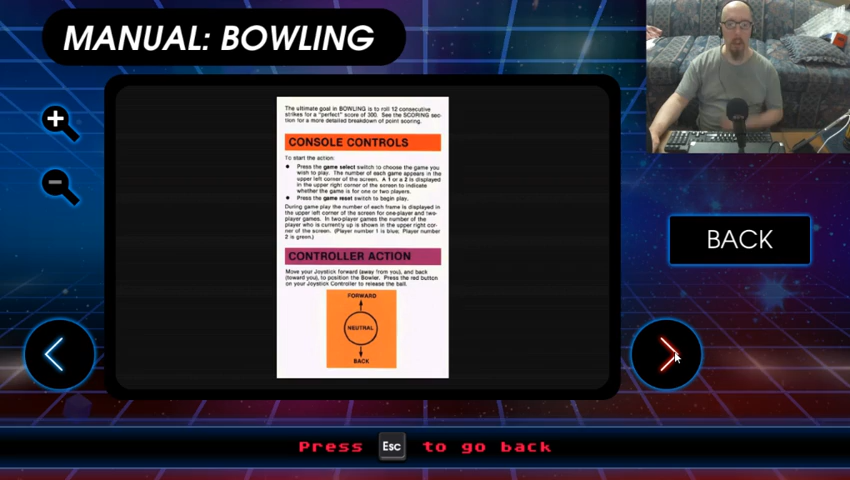 MANUAL: BOWLING
The ultimate goal in BOWLING is to roll 12 consecutive
strikes for a "perfect" score of 300. See the SCORING sec-
tion for a more detailed breakdown of point scoring.
CONSOLE CONTROLS
To start the action:
• Press the game select switch to choose the game you
wish to play. The number of each game appears in the
upper left corner of the screen. A 1 or a 2 is displayed
in the upper right corner of the screen to indicate
whether the game is for one or two players.
• Press the game reset switch to begin play.
During game play the number of each frame is displayed in
the upper left corner of the screen for one-player and two-
player games. In two-player games the number of the
player who is currently up is shown in the upper right cor-
ner of the screen. (Player number 1 is blue; Player number
2 is green.)
CONTROLLER ACTION
Move your Joystick forward (away from you), and back
(toward you), to position the Bowler. Press the red button
on your Joystick Controller to release the ball.
FORWARD
NEUTRAL
BACK
BACK
Press Esc to go back